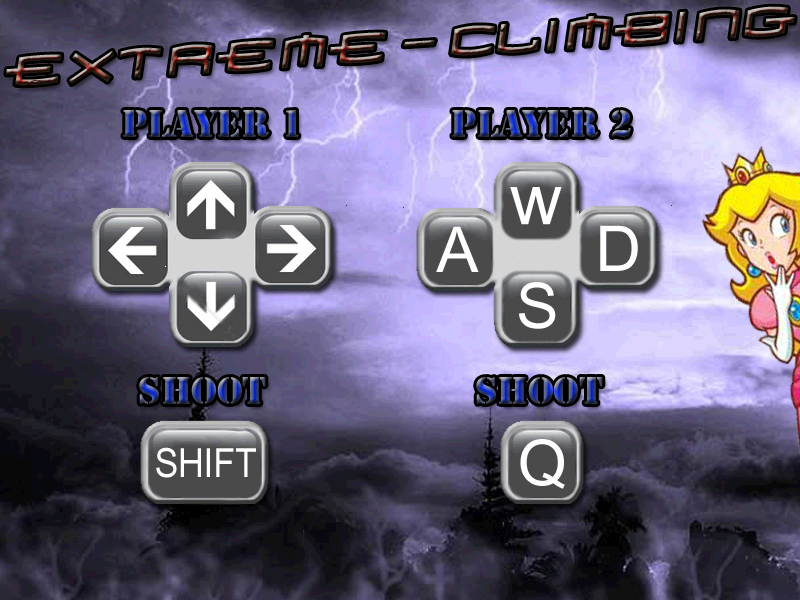 EXTREME - CLIMBING
PLAYER 1
PLAYER 2
W
A
D
S
SHOOT
SHOOT
SHIFT
Q